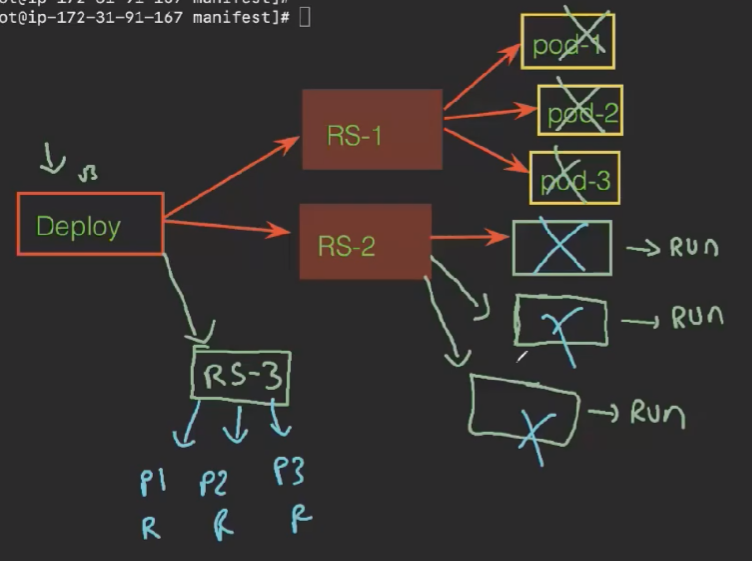 ot@ip-172-31-91-167 manifest]#
ot@ip-172-31-91-167 manifest]#
pod-1
pod-2
RS-1
pod-3
v3
Deploy
RS-2
→ RUN
→ RUN
RS-3
→ RUN
P1 P2 P3
R R R